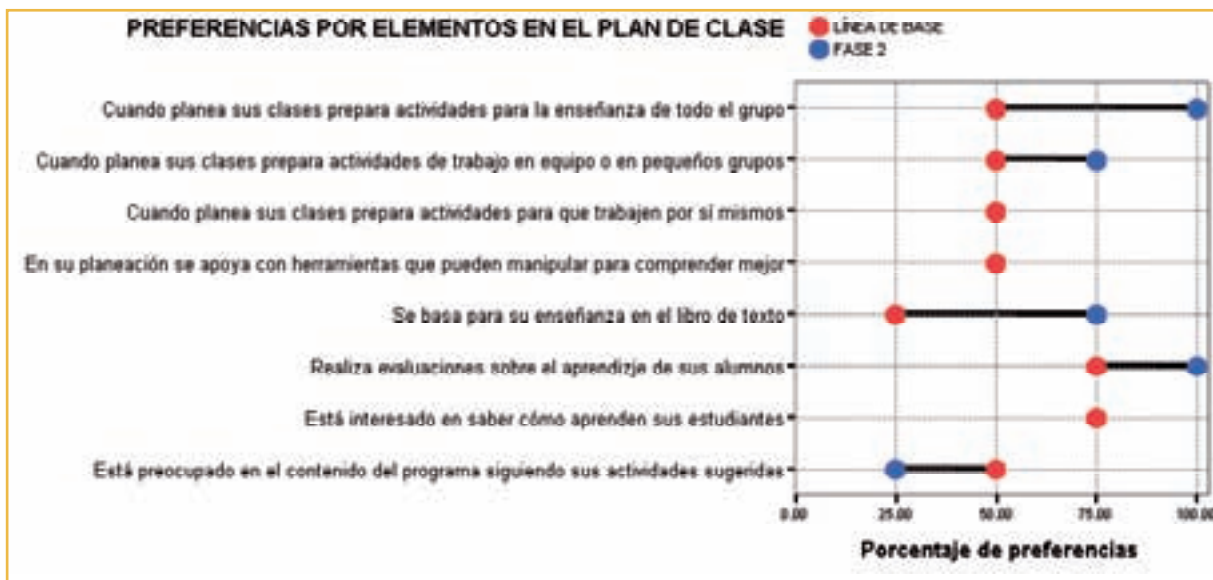 PREFERENCIAS POR ELEMENTOS EN EL PLAN DE CLASE
LÍNEA DE BASE
FASE 2
Cuando planea sus clases prepara actividades para la enseñanza de todo el grupo
Cuando planea sus clases prepara actividades de trabajo en equipo o en pequeños grupos
Cuando planea sus clases prepara actividades para que trabajen por sí mismos
En su planeación se apoya con herramientas que pueden manipular para comprender mejor
Se basa para su enseñanza en el libro de texto
Realiza evaluaciones sobre el aprendizje de sus alumnos
Está interesado en saber cómo aprenden sus estudiantes
Está preocupado en el contenido del programa siguiendo sus actividades sugeridas
0.00 25.00 50.00 75.00 100.00
Porcentaje de preferencias